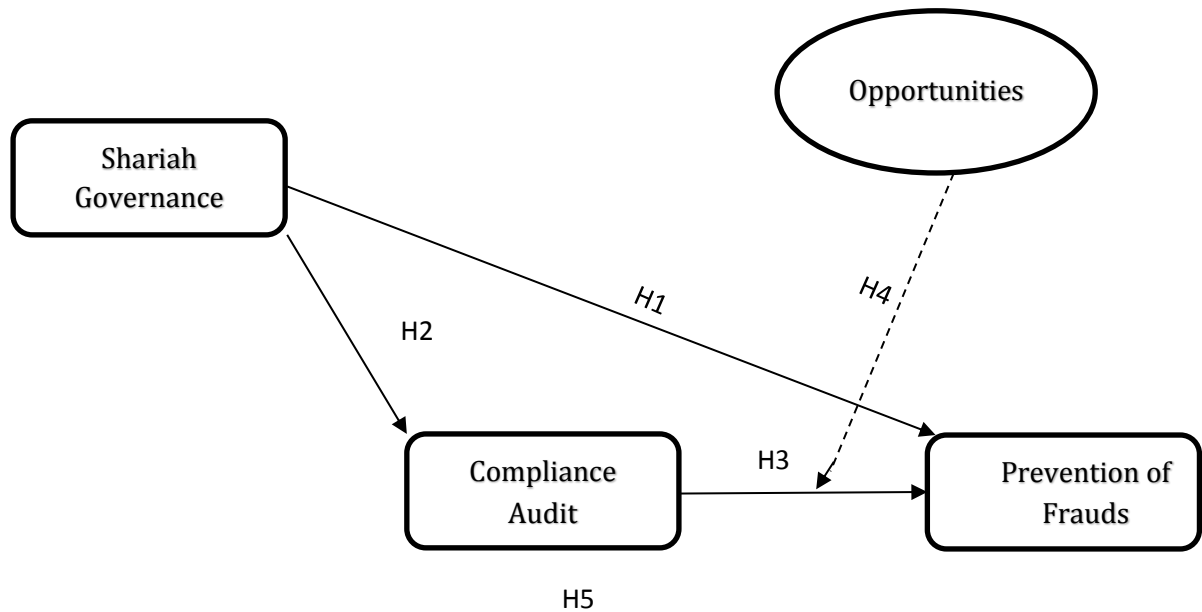 Opportunities
Shariah
Governance
H1
H4
H2
H3
Compliance
Audit
Prevention of
Frauds
H5